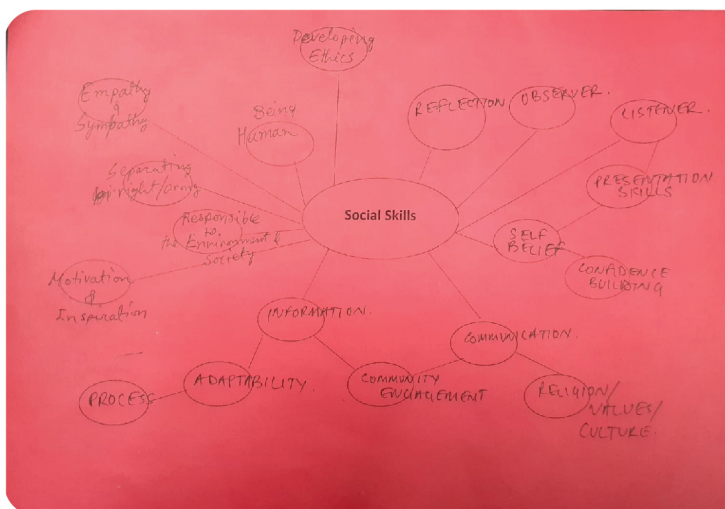 Developing
Ethics
Empathy
&
Sympathy
Being
Human
REFLECTION
OBSERVER.
LISTENER.
Separating
right/wrong
PRESENTATION
SKILLS
Social Skills
Responsible
to.
the Environment &
Society
SELF
BELIEF
CONFIDENCE
BUILDING
Motivation
&
Inspiration
INFORMATION.
COMMUNICATION.
PROCESS
ADAPTABILITY.
COMMUNITY
ENGAGEMENT
RELIGION/
VALUES/
CULTURE.